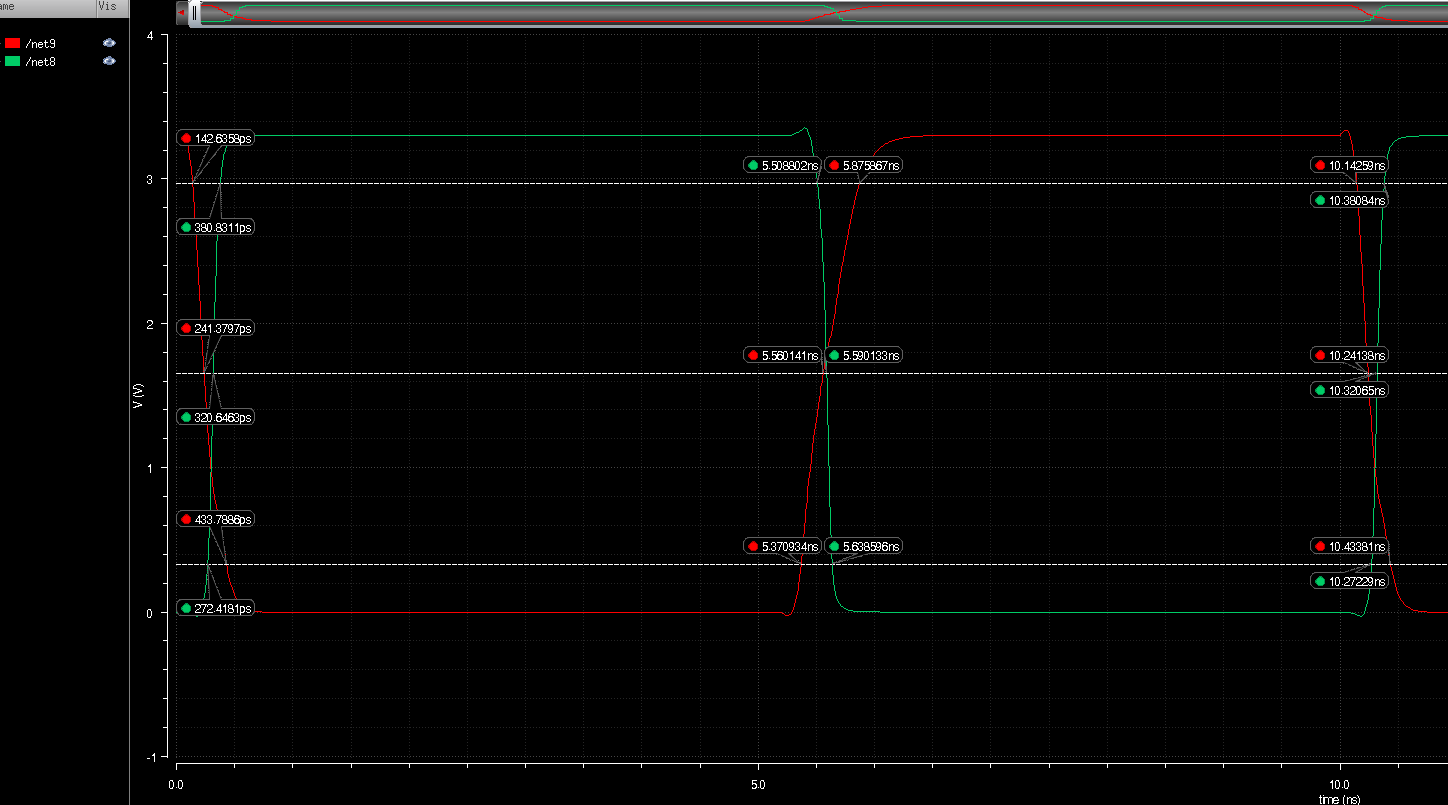 ame Vis
/net9
/net8
4
142.6358ps
5.508802ns 5.875867ns 10.14259ns
3
10.38084ns
380.8311ps
2
241.3797ps
5.560141ns 5.590133ns 10.24138ns
V (V)
10.32065ns
320.6463ps
1
433.7886ps
5.370934ns 5.638596ns 10.43381ns
10.27229ns
272.4181ps
0
-1
0.0 5.0 10.0
time (ns)